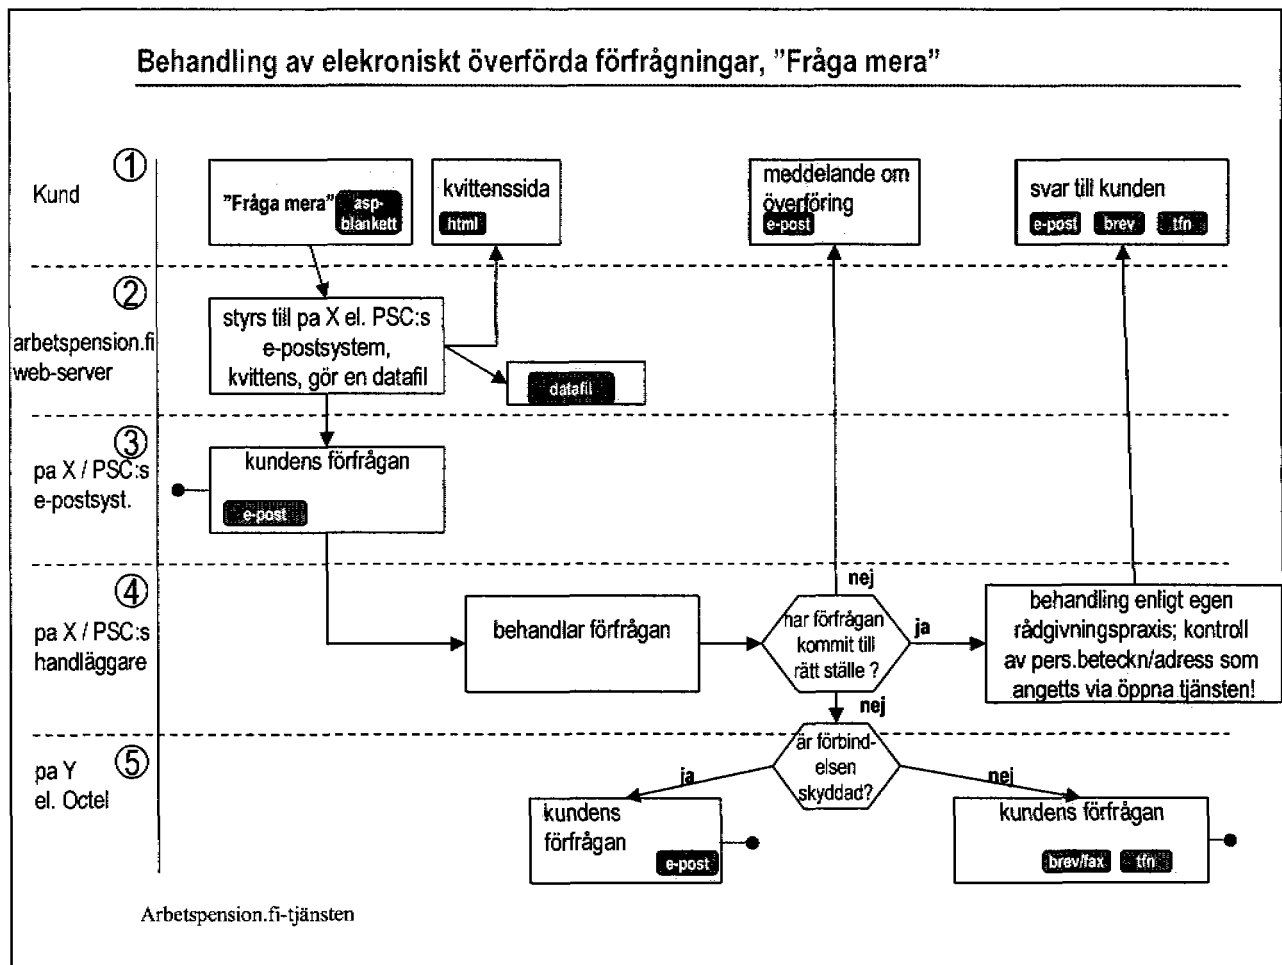 Behandling av elekroniskt överförda förfrågningar, ”Fråga mera”
①
Kund
”Fråga mera”
asp-
blankett
kvittenssida
html
meddelande om
överföring
e-post
svar till kunden
e-post brev tfn
②
arbetspension.fi
web-server
styrs till pa X el. PSC:s
e-postsystem,
kvittens, gör en datafil
datafil
③
pa X / PSC:s
e-postsyst.
kundens förfrågan
e-post
④
pa X / PSC:s
handläggare
behandlar förfrågan
nej
har förfrågan
kommit till
rätt ställe ?
ja
nej
behandling enligt egen
rådgivningspraxis; kontroll
av pers.beteckn/adress som
angetts via öppna tjänsten!
⑤
pa Y
el. Octel
är förbind-
elsen
skyddad?
ja
nej
kundens
förfrågan
e-post
kundens förfrågan
brev/fax tfn
Arbetspension.fi-tjänsten